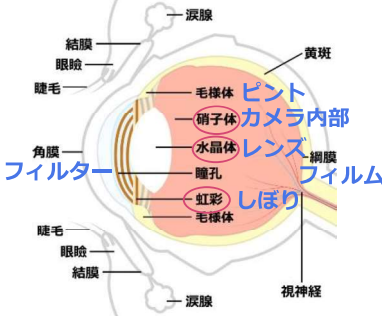 涙腺
結膜
眼瞼
睫毛
黄斑
毛様体 ピント
硝子体 カメラ内部
水晶体 レンズ
角膜
網膜
フィルター 瞳孔 フィルム
虹彩 しぼり
毛様体
睫毛
眼瞼
結膜
涙腺
視神経